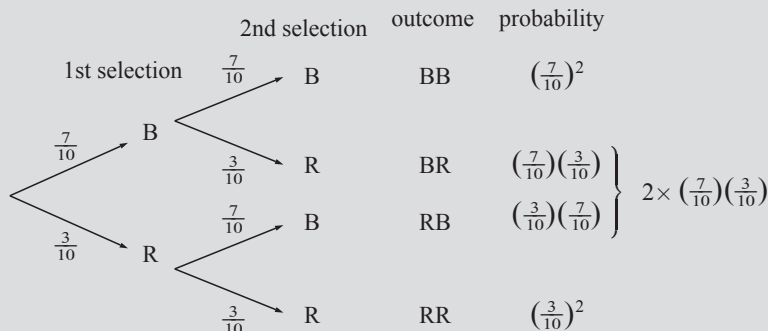 2nd selection outcome probability
1st selection
7/10 B BB (7/10)^2
7/10 B
3/10 R BR (7/10)(3/10)
2 × (7/10)(3/10)
7/10 B RB (3/10)(7/10)
3/10 R
3/10 R RR (3/10)^2